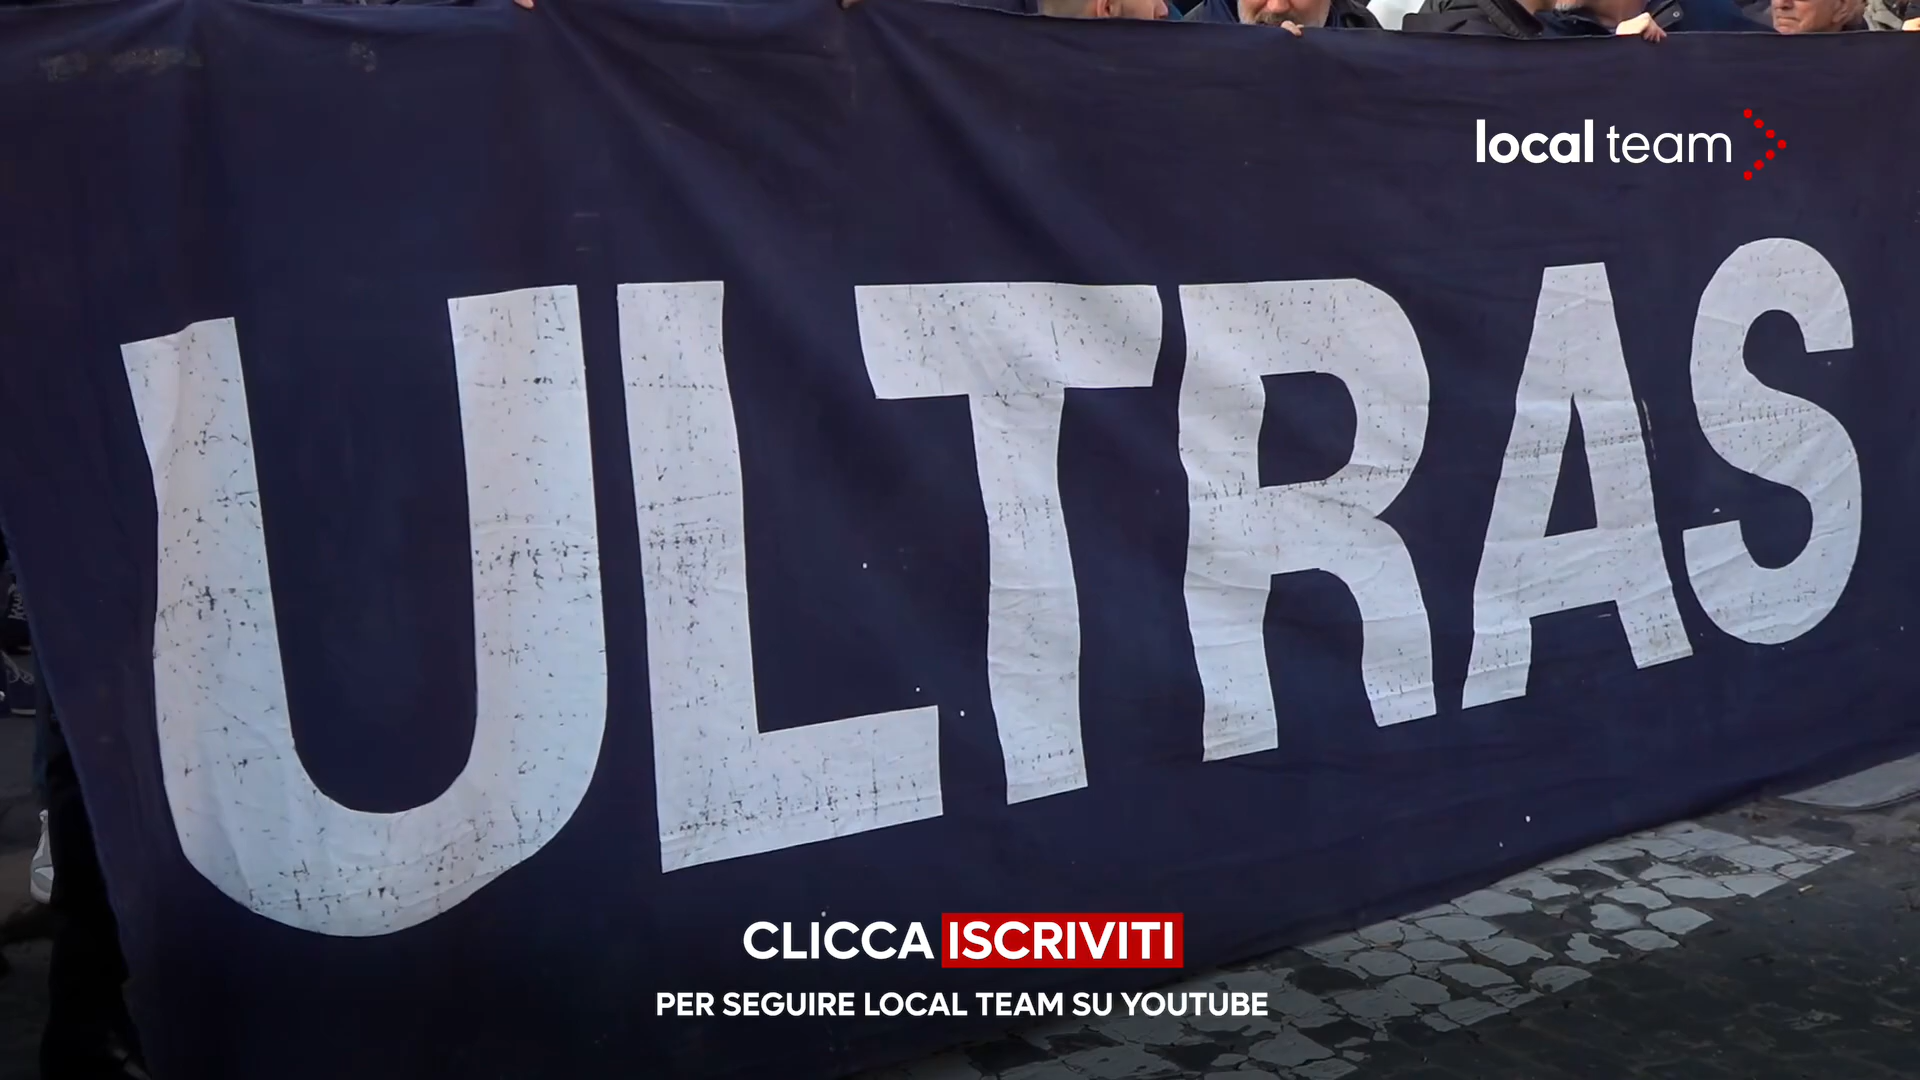 local team
ULTRAS
CLICCA ISCRIVITI
PER SEGUIRE LOCAL TEAM SU YOUTUBE